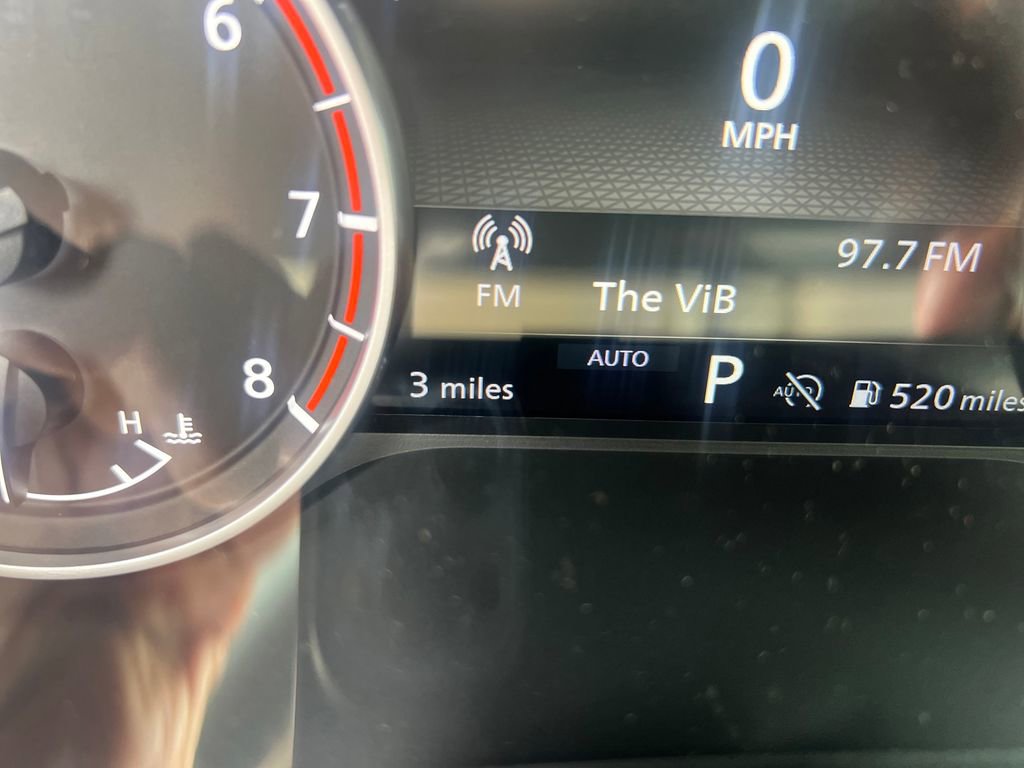 6
7
8
H
0
MPH
97.7 FM
FM
The ViB
AUTO
3 miles
P
520 miles